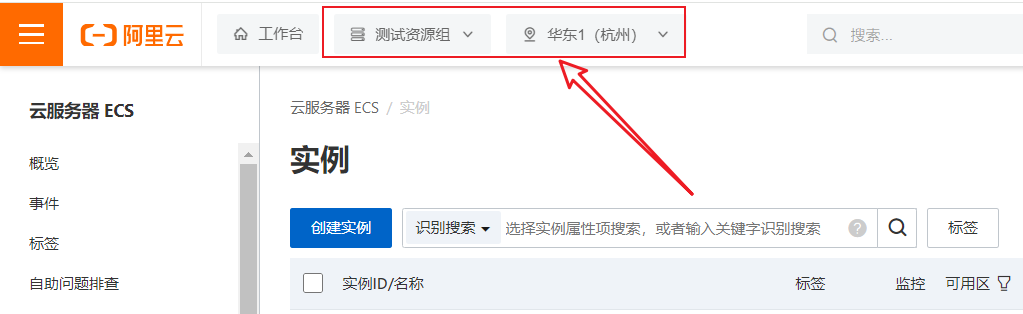 阿里云 工作台 测试资源组 华东1（杭州） 搜索...
云服务器 ECS
概览
事件
标签
自助问题排查
云服务器 ECS / 实例
实例
创建实例 识别搜索 选择实例属性项搜索，或者输入关键字识别搜索 ? 标签
实例ID/名称 标签 监控 可用区